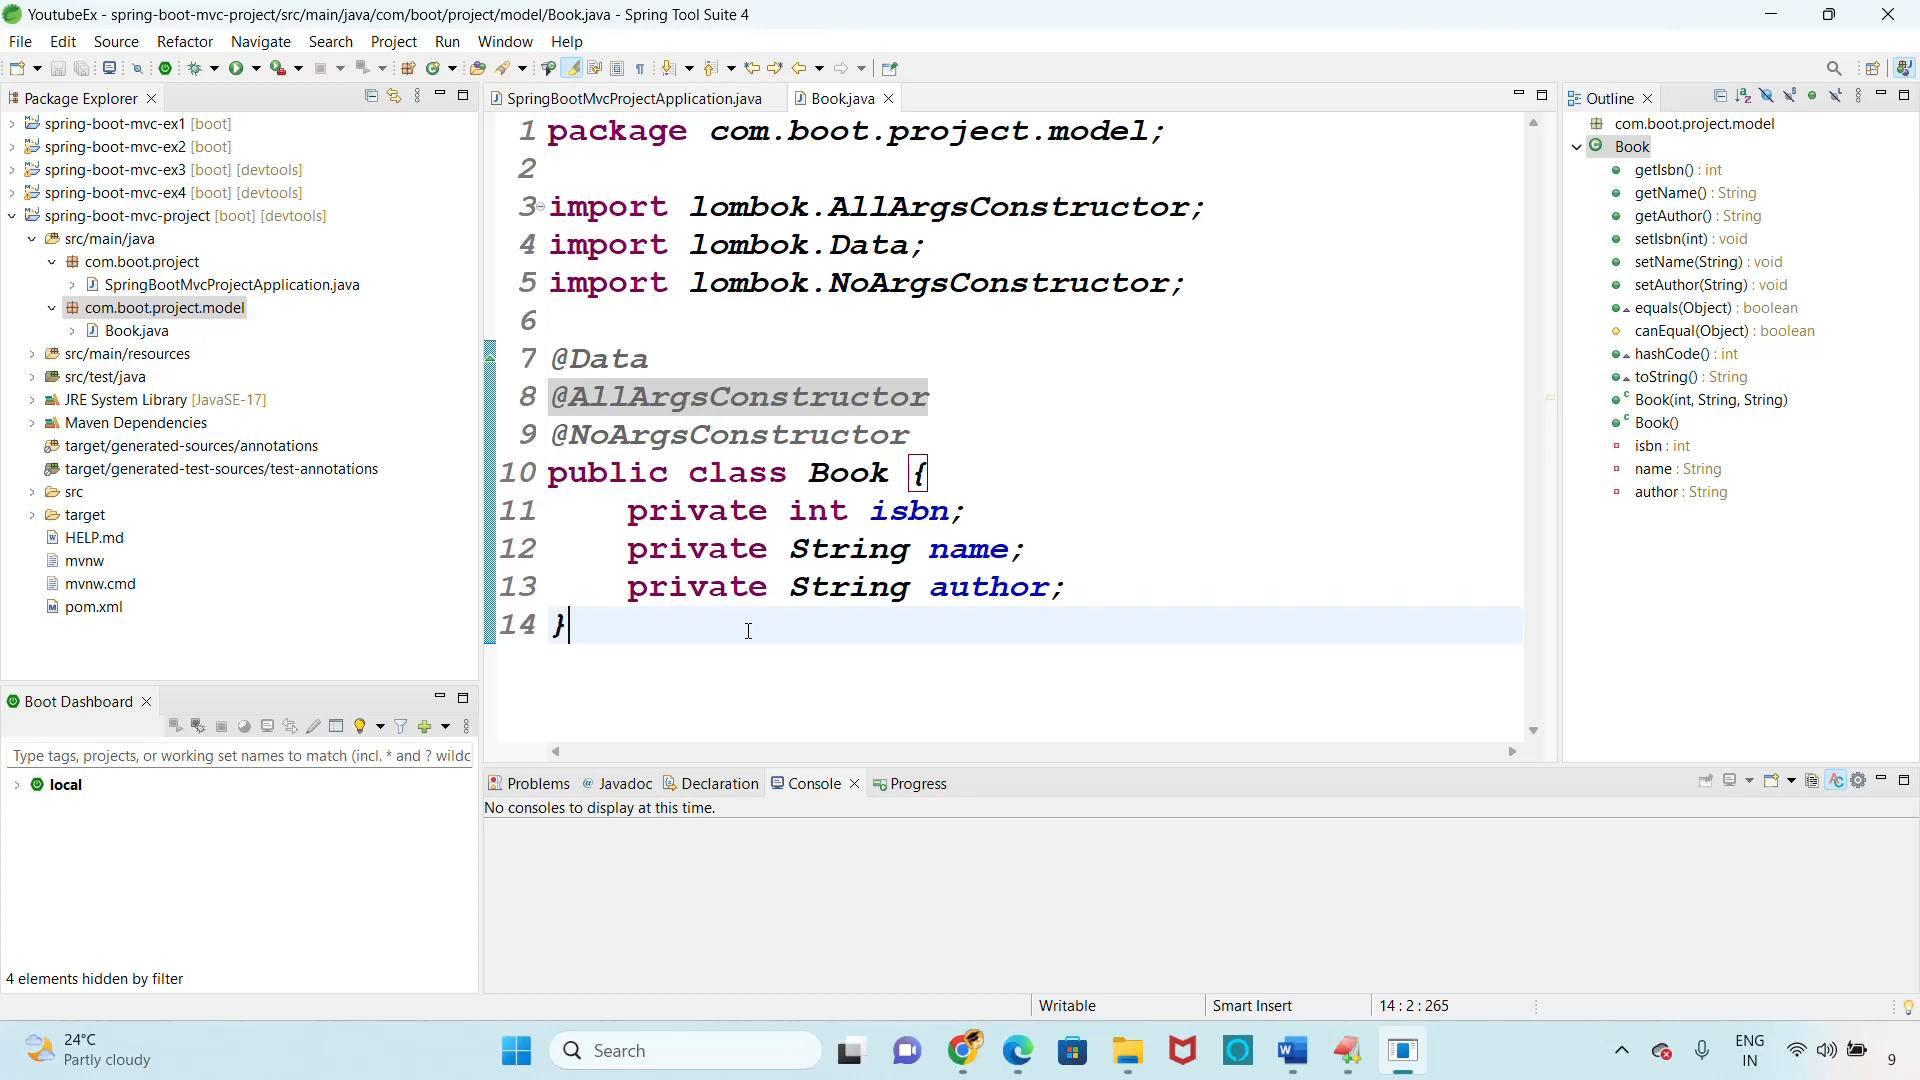 YoutubeEx - spring-boot-mvc-project/src/main/java/com/boot/project/model/Book.java - Spring Tool Suite 4
File Edit Source Refactor Navigate Search Project Run Window Help
Package Explorer
spring-boot-mvc-ex1 [boot]
spring-boot-mvc-ex2 [boot]
spring-boot-mvc-ex3 [boot] [devtools]
spring-boot-mvc-ex4 [boot] [devtools]
spring-boot-mvc-project [boot] [devtools]
src/main/java
com.boot.project
SpringBootMvcProjectApplication.java
com.boot.project.model
Book.java
src/main/resources
src/test/java
JRE System Library [JavaSE-17]
Maven Dependencies
target/generated-sources/annotations
target/generated-test-sources/test-annotations
src
target
HELP.md
mvnw
mvnw.cmd
pom.xml
Boot Dashboard
Type tags, projects, or working set names to match (incl. * and ? wildc
local
4 elements hidden by filter
SpringBootMvcProjectApplication.java Book.java
1 package com.boot.project.model;
2
3 import lombok.AllArgsConstructor;
4 import lombok.Data;
5 import lombok.NoArgsConstructor;
6
7 @Data
8 @AllArgsConstructor
9 @NoArgsConstructor
10 public class Book {
11 private int isbn;
12 private String name;
13 private String author;
14 }
Outline
com.boot.project.model
Book
getIsbn() : int
getName() : String
getAuthor() : String
setIsbn(int) : void
setName(String) : void
setAuthor(String) : void
equals(Object) : boolean
canEqual(Object) : boolean
hashCode() : int
toString() : String
Book(int, String, String)
Book()
isbn : int
name : String
author : String
Problems @ Javadoc Declaration Console Progress
No consoles to display at this time.
Writable Smart Insert 14 : 2 : 265
24°C
Partly cloudy
Search
ENG
IN
9